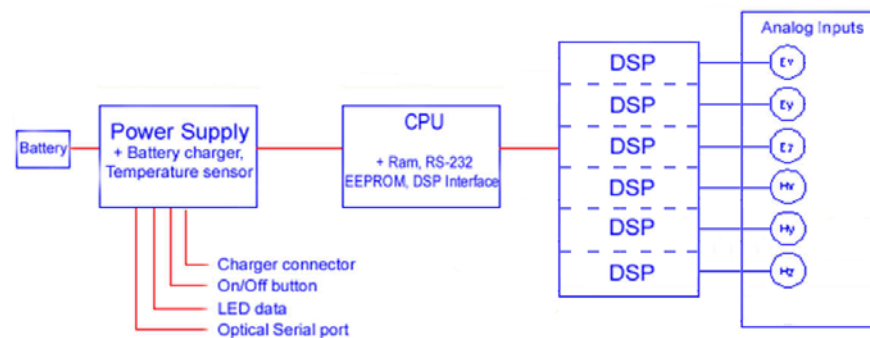 Analog Inputs
DSP
Ey
DSP
Ey
DSP
Ez
DSP
Hx
DSP
Hy
DSP
Hz
Battery
Power Supply
+ Battery charger,
Temperature sensor
CPU
+ Ram, RS-232
EEPROM, DSP Interface
Charger connector
On/Off button
LED data
Optical Serial port